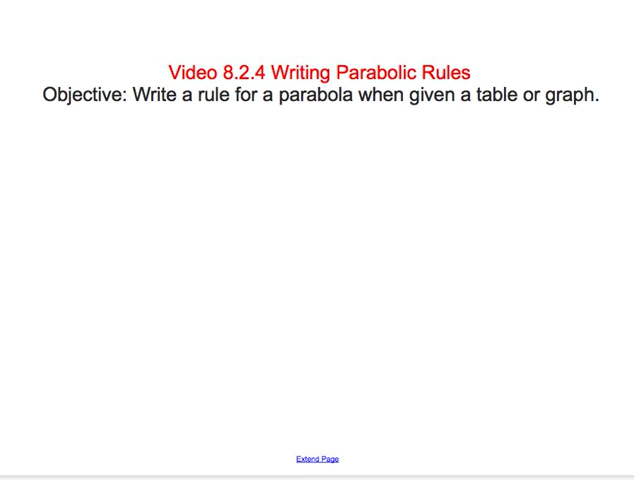 Video 8.2.4 Writing Parabolic Rules
Objective: Write a rule for a parabola when given a table or graph.
Extend Page